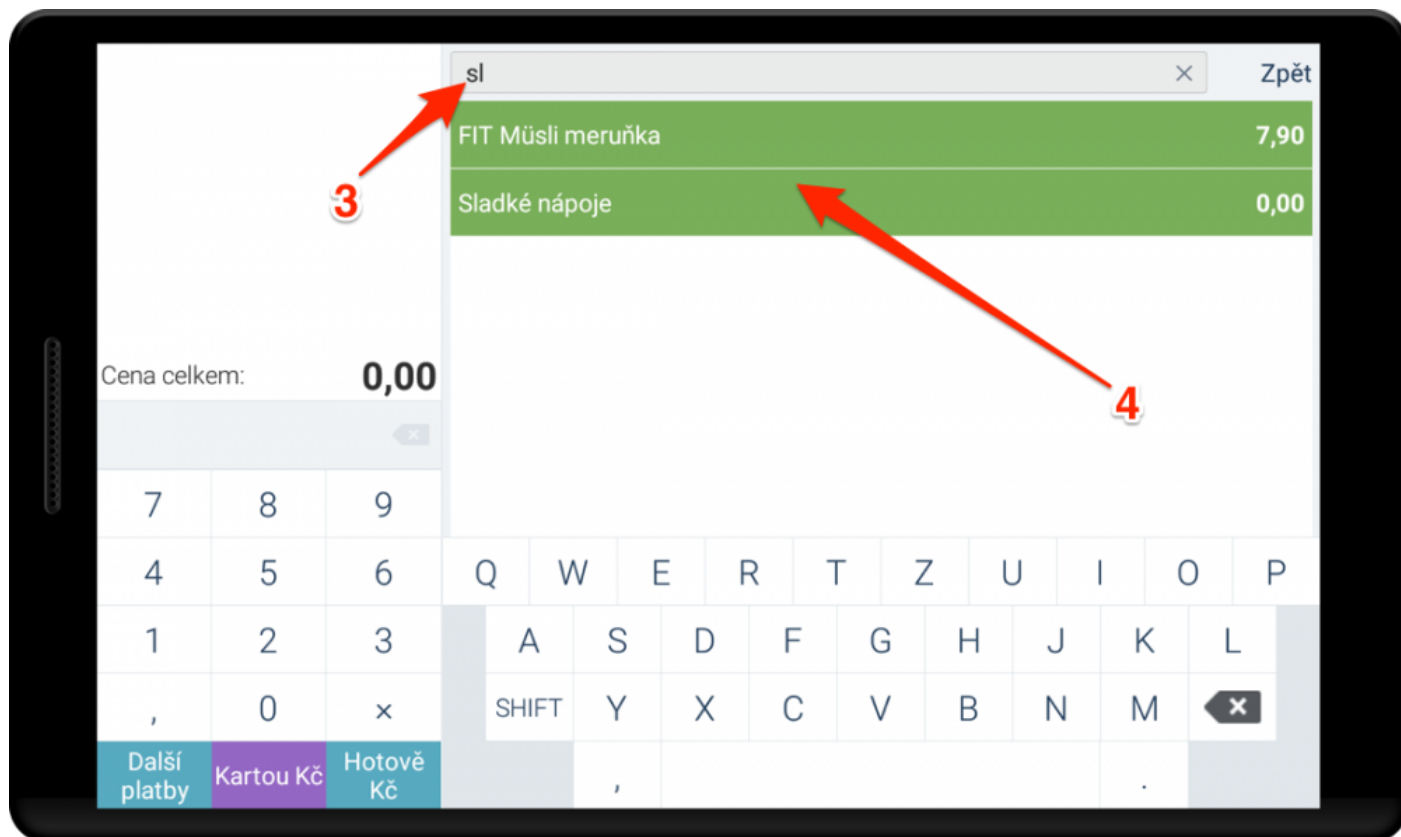 sl
Zpět
FIT Müsli meruňka 7,90
Sladké nápoje 0,00
3
4
Cena celkem: 0,00
7 8 9
4 5 6
1 2 3
, 0 ×
Další platby
Kartou Kč
Hotově Kč
Q W E R T Z U I O P
A S D F G H J K L
SHIFT Y X C V B N M
, .